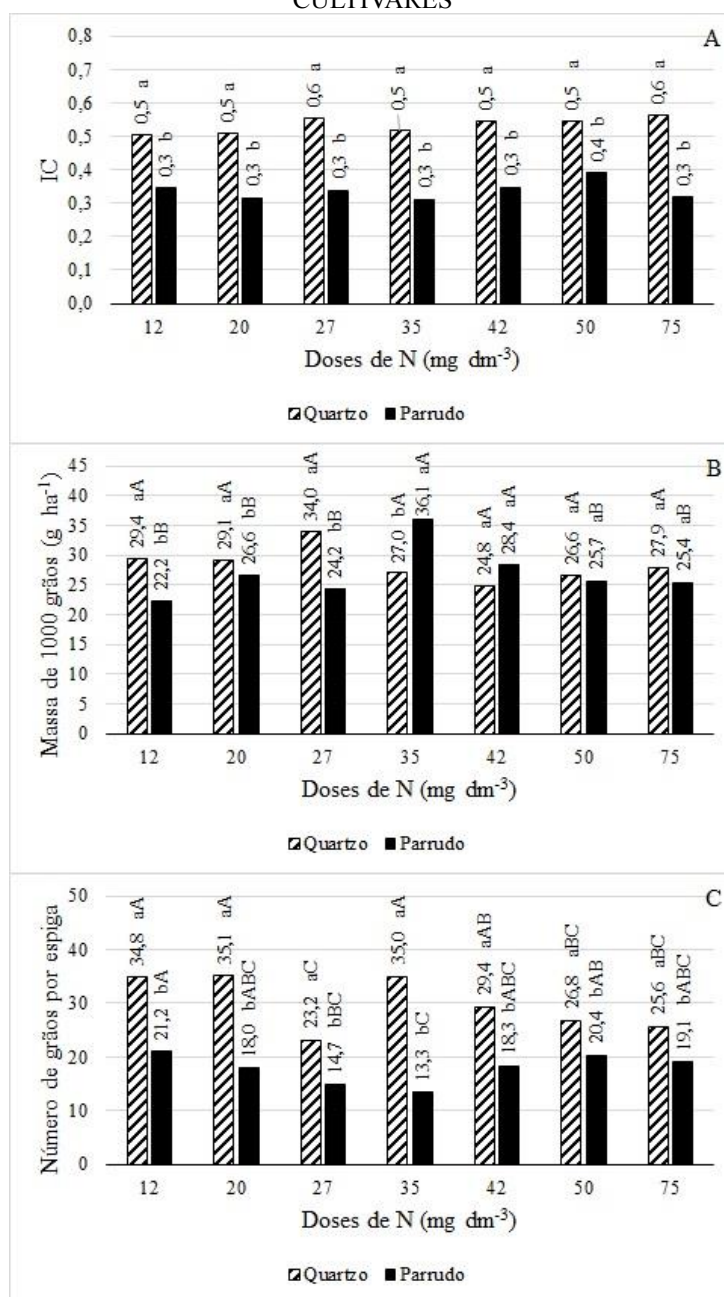 CULTIVARES
A
IC
0,8
0,7
0,6
0,5
0,4
0,3
0,2
0,1
0,0
0,5 a
0,3 b
0,5 a
0,3 b
0,6 a
0,3 b
0,5 a
0,3 b
0,5 a
0,3 b
0,5 a
0,4 b
0,6 a
0,3 b
12 20 27 35 42 50 75
Doses de N (mg dm-3)
Quartzo Parrudo
B
Massa de 1000 grãos (g ha-1)
45
40
35
30
25
20
15
10
5
0
29,4 aA
22,2 bB
29,1 aA
26,6 bB
34,0 aA
24,2 bB
27,0 bA
36,1 aA
24,8 aA
28,4 aA
26,6 aA
25,7 aB
27,9 aA
25,4 aB
12 20 27 35 42 50 75
Doses de N (mg dm-3)
Quartzo Parrudo
C
Número de grãos por espiga
50
40
30
20
10
0
34,8 aA
21,2 bA
35,1 aA
18,0 bABC
23,2 aC
14,7 bBC
35,0 aA
13,3 bC
29,4 aAB
18,3 bABC
26,8 aBC
20,4 bAB
25,6 aBC
19,1 bABC
12 20 27 35 42 50 75
Doses de N (mg dm-3)
Quartzo Parrudo